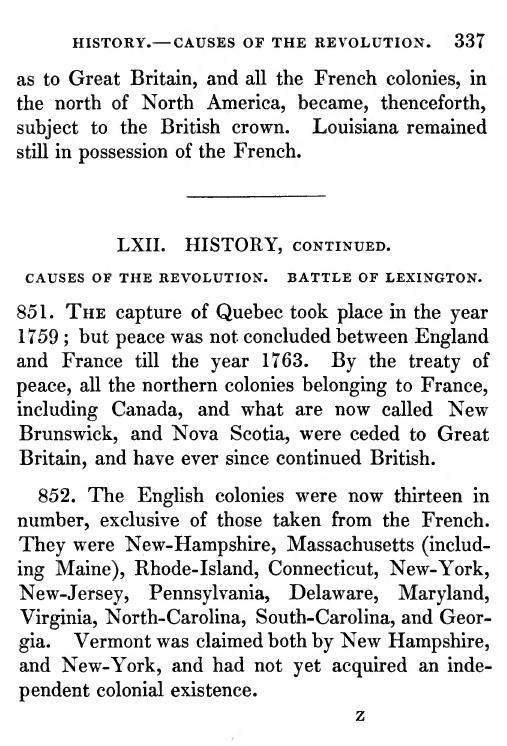 HISTORY.—CAUSES OF THE REVOLUTION. 337
as to Great Britain, and all the French colonies, in
the north of North America, became, thenceforth,
subject to the British crown. Louisiana remained
still in possession of the French.
LXII. HISTORY, CONTINUED.
CAUSES OF THE REVOLUTION. BATTLE OF LEXINGTON.
851. THE capture of Quebec took place in the year
1759; but peace was not concluded between England
and France till the year 1763. By the treaty of
peace, all the northern colonies belonging to France,
including Canada, and what are now called New
Brunswick, and Nova Scotia, were ceded to Great
Britain, and have ever since continued British.
852. The English colonies were now thirteen in
number, exclusive of those taken from the French.
They were New-Hampshire, Massachusetts (includ-
ing Maine), Rhode-Island, Connecticut, New-York,
New-Jersey, Pennsylvania, Delaware, Maryland,
Virginia, North-Carolina, South-Carolina, and Geor-
gia. Vermont was claimed both by New Hampshire,
and New-York, and had not yet acquired an inde-
pendent colonial existence.
Z